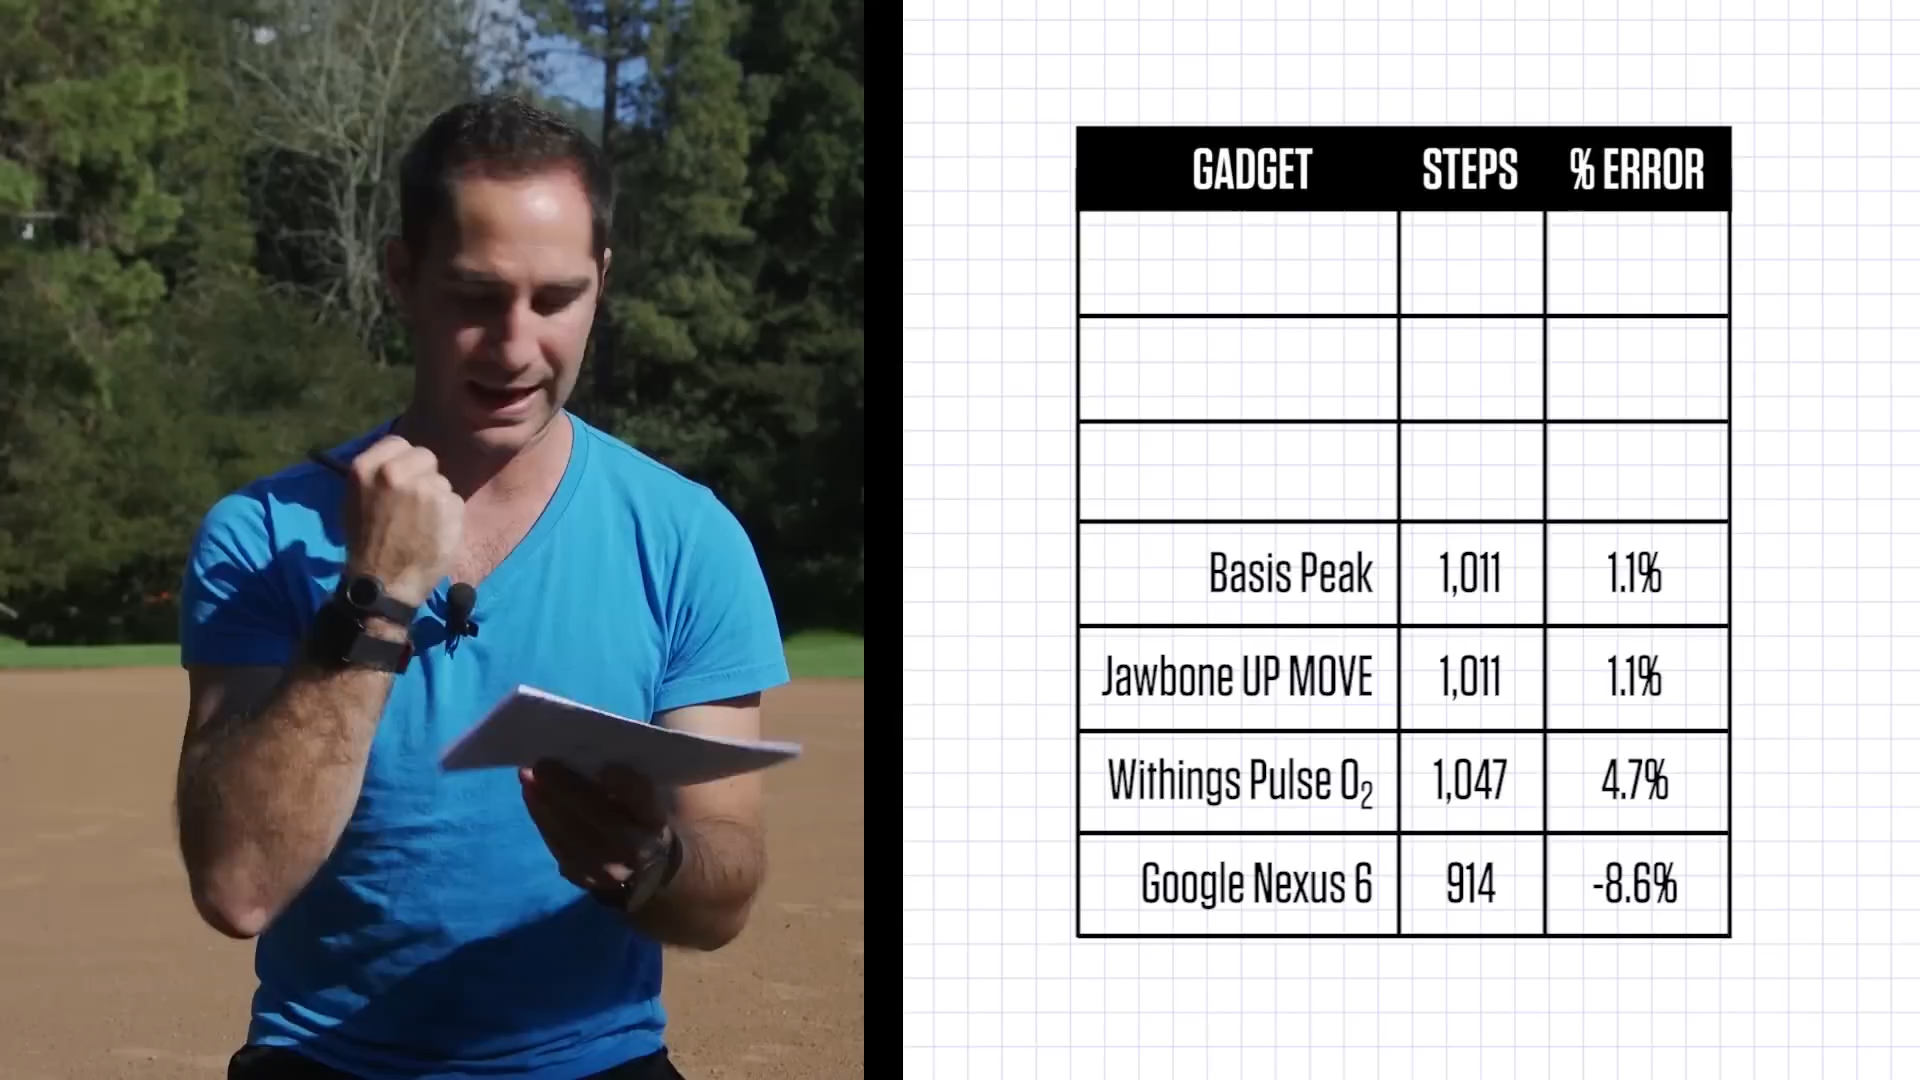 GADGET STEPS % ERROR
Basis Peak 1,011 1.1%
Jawbone UP MOVE 1,011 1.1%
Withings Pulse O₂ 1,047 4.7%
Google Nexus 6 914 -8.6%